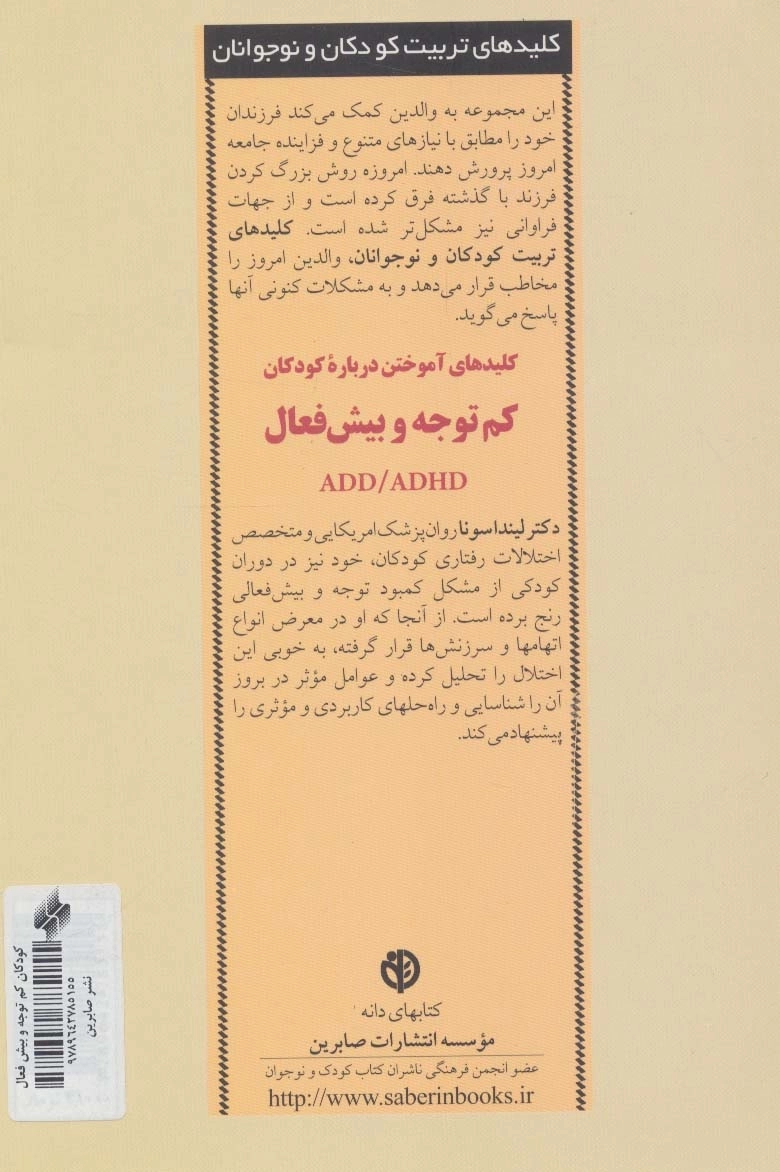 کلیدهای تربیت کودکان و نوجوانان
این مجموعه به والدین کمک می‌کند فرزندان
خود را مطابق با نیازهای متنوع و فزاینده جامعه
امروز پرورش دهند. امروزه روش بزرگ کردن
فرزند با گذشته فرق کرده است و از جهات
فراوانی نیز مشکل‌تر شده است. کلیدهای
تربیت کودکان و نوجوانان، والدین امروز را
مخاطب قرار می‌دهد و به مشکلات کنونی آنها
پاسخ می‌گوید.
کلیدهای آموختن دربارهٔ کودکان
کم توجه و بیش‌فعال
ADD/ADHD
دکتر لیندا سونا روان‌پزشک امریکایی و متخصص
اختلالات رفتاری کودکان، خود نیز در دوران
کودکی از مشکل کمبود توجه و بیش‌فعالی
رنج برده است. از آنجا که او در معرض انواع
اتهامها و سرزنش‌ها قرار گرفته، به خوبی این
اختلال را تحلیل کرده و عوامل مؤثر در بروز
آن را شناسایی و راه‌حلهای کاربردی و مؤثری را
پیشنهاد می‌کند.
کتابهای دانه
مؤسسه انتشارات صابرین
عضو انجمن فرهنگی ناشران کتاب کودک و نوجوان
http://www.saberinbooks.ir
کودکان کم توجه و بیش فعال
۹۷۸۹۶۴۲۷۸۵۱۵۵
نشر صابرین